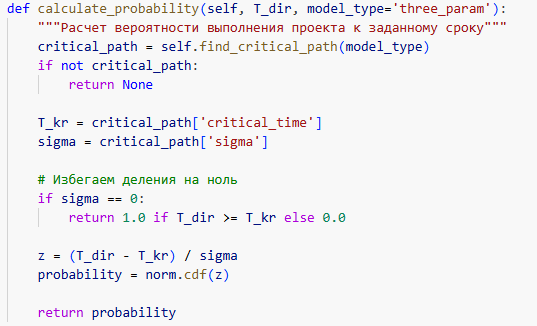 def calculate_probability(self, T_dir, model_type='three_param'):
    """Расчет вероятности выполнения проекта к заданному сроку"""
    critical_path = self.find_critical_path(model_type)
    if not critical_path:
        return None

    T_kr = critical_path['critical_time']
    sigma = critical_path['sigma']

    # Избегаем деления на ноль
    if sigma == 0:
        return 1.0 if T_dir >= T_kr else 0.0

    z = (T_dir - T_kr) / sigma
    probability = norm.cdf(z)

    return probability